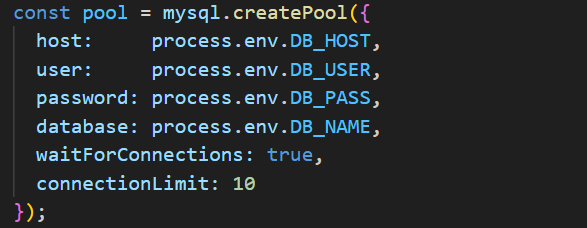 const pool = mysql.createPool({
  host:     process.env.DB_HOST,
  user:     process.env.DB_USER,
  password: process.env.DB_PASS,
  database: process.env.DB_NAME,
  waitForConnections: true,
  connectionLimit: 10
});